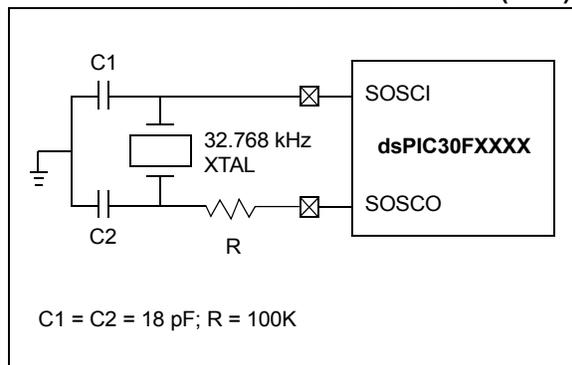 C1
SOSCI
32.768 kHz
XTAL
dsPIC30FXXXX
SOSCO
C2
R
C1 = C2 = 18 pF; R = 100K